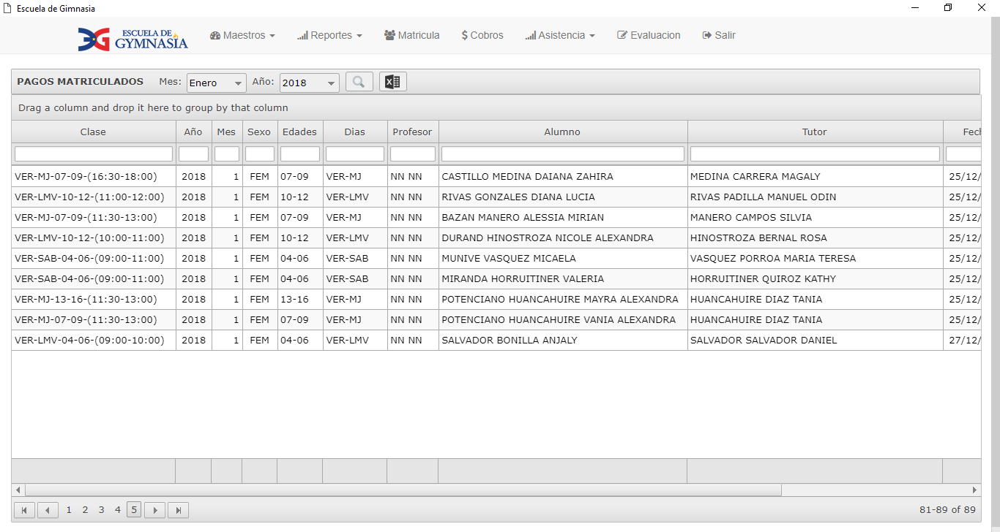 Escuela de Gimnasia
ESCUELA DE GYMNASIA Maestros Reportes Matricula $ Cobros Asistencia Evaluacion Salir
PAGOS MATRICULADOS Mes: Enero Año: 2018
Drag a column and drop it here to group by that column
Clase Año Mes Sexo Edades Dias Profesor Alumno Tutor Fech
VER-MJ-07-09-(16:30-18:00) 2018 1 FEM 07-09 VER-MJ NN NN CASTILLO MEDINA DAIANA ZAHIRA MEDINA CARRERA MAGALY 25/12/
VER-LMV-10-12-(11:00-12:00) 2018 1 FEM 10-12 VER-LMV NN NN RIVAS GONZALES DIANA LUCIA RIVAS PADILLA MANUEL ODIN 25/12/
VER-MJ-07-09-(11:30-13:00) 2018 1 FEM 07-09 VER-MJ NN NN BAZAN MANERO ALESSIA MIRIAN MANERO CAMPOS SILVIA 25/12/
VER-LMV-10-12-(10:00-11:00) 2018 1 FEM 10-12 VER-LMV NN NN DURAND HINOSTROZA NICOLE ALEXANDRA HINOSTROZA BERNAL ROSA 25/12/
VER-SAB-04-06-(09:00-11:00) 2018 1 FEM 04-06 VER-SAB NN NN MUNIVE VASQUEZ MICAELA VASQUEZ PORROA MARIA TERESA 25/12/
VER-SAB-04-06-(09:00-11:00) 2018 1 FEM 04-06 VER-SAB NN NN MIRANDA HORRUITINER VALERIA HORRUITINER QUIROZ KATHY 25/12/
VER-MJ-13-16-(11:30-13:00) 2018 1 FEM 13-16 VER-MJ NN NN POTENCIANO HUANCAHUIRE MAYRA ALEXANDRA HUANCAHUIRE DIAZ TANIA 25/12/
VER-MJ-07-09-(11:30-13:00) 2018 1 FEM 07-09 VER-MJ NN NN POTENCIANO HUANCAHUIRE VANIA ALEXANDRA HUANCAHUIRE DIAZ TANIA 25/12/
VER-LMV-04-06-(09:00-10:00) 2018 1 FEM 04-06 VER-LMV NN NN SALVADOR BONILLA ANJALY SALVADOR SALVADOR DANIEL 27/12/
1 2 3 4 5 81-89 of 89